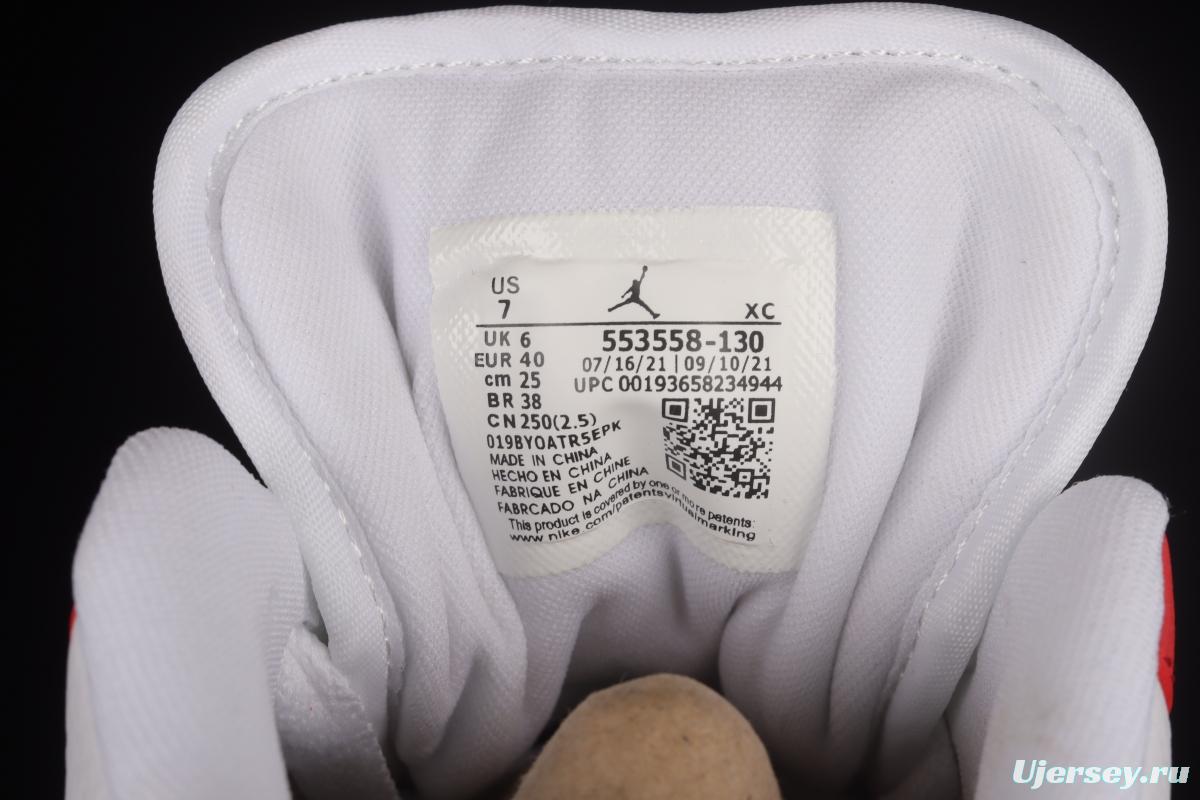 US
7
XC
UK 6
EUR 40
cm 25
BR 38
CN 250(2.5)
553558-130
07/16/21 | 09/10/21
UPC 00193658234944
019BYOATR5EPK
MADE IN CHINA
HECHO EN CHINA
FABRIQUE EN CHINE
FABRCADO NA CHINA
This product is covered by one or more patents:
www.nike.com/patentsvirtualmarking
Ujersey.ru